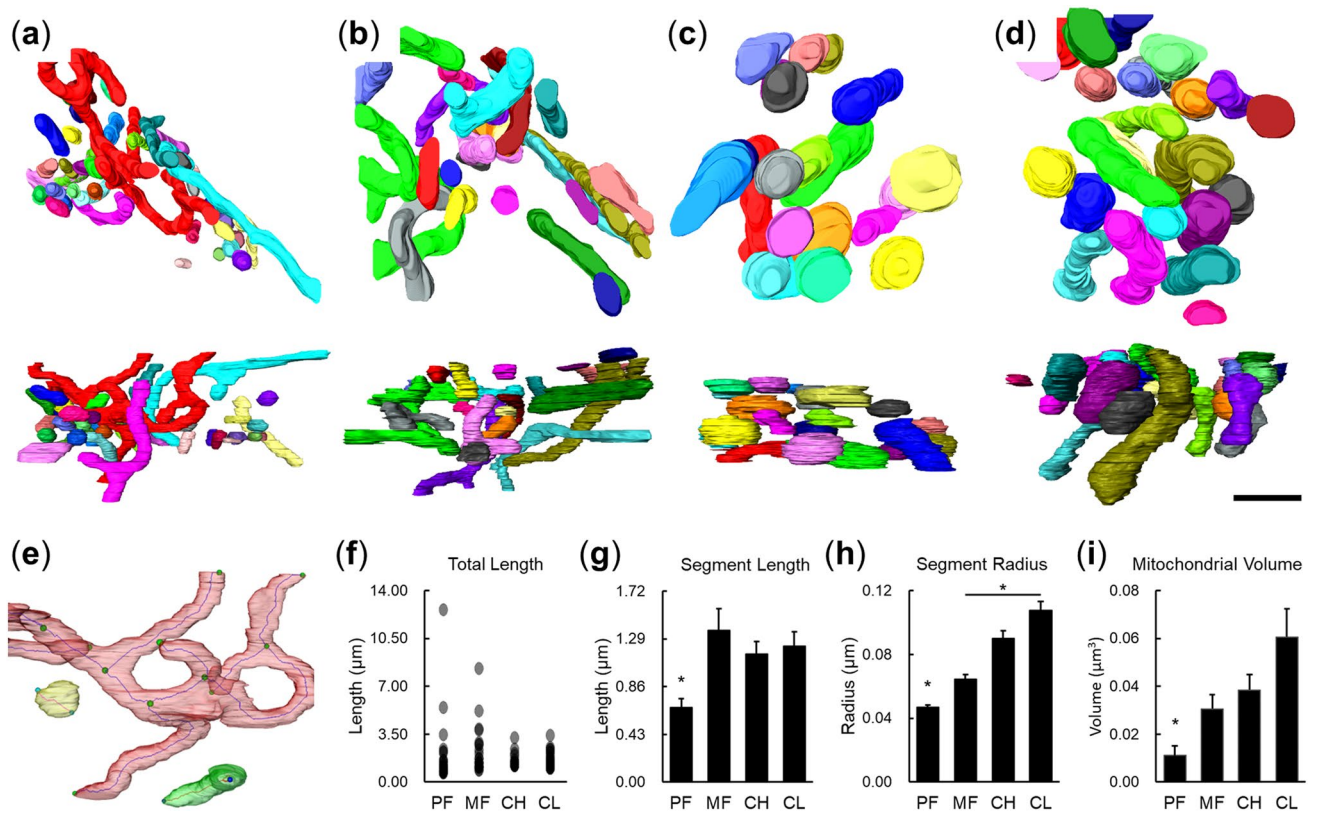 (a) (b) (c) (d)
(e) (f) (g) (h) (i)
Total Length
14.00
10.50
7.00
3.50
0.00
Length (µm)
PF MF CH CL
Segment Length
1.72
1.29
0.86
0.43
0.00
Length (µm)
*
PF MF CH CL
Segment Radius
0.12
0.08
0.04
0.00
Radius (µm)
*
*
PF MF CH CL
Mitochondrial Volume
0.08
0.06
0.04
0.02
0.00
Volume (µm³)
*
PF MF CH CL